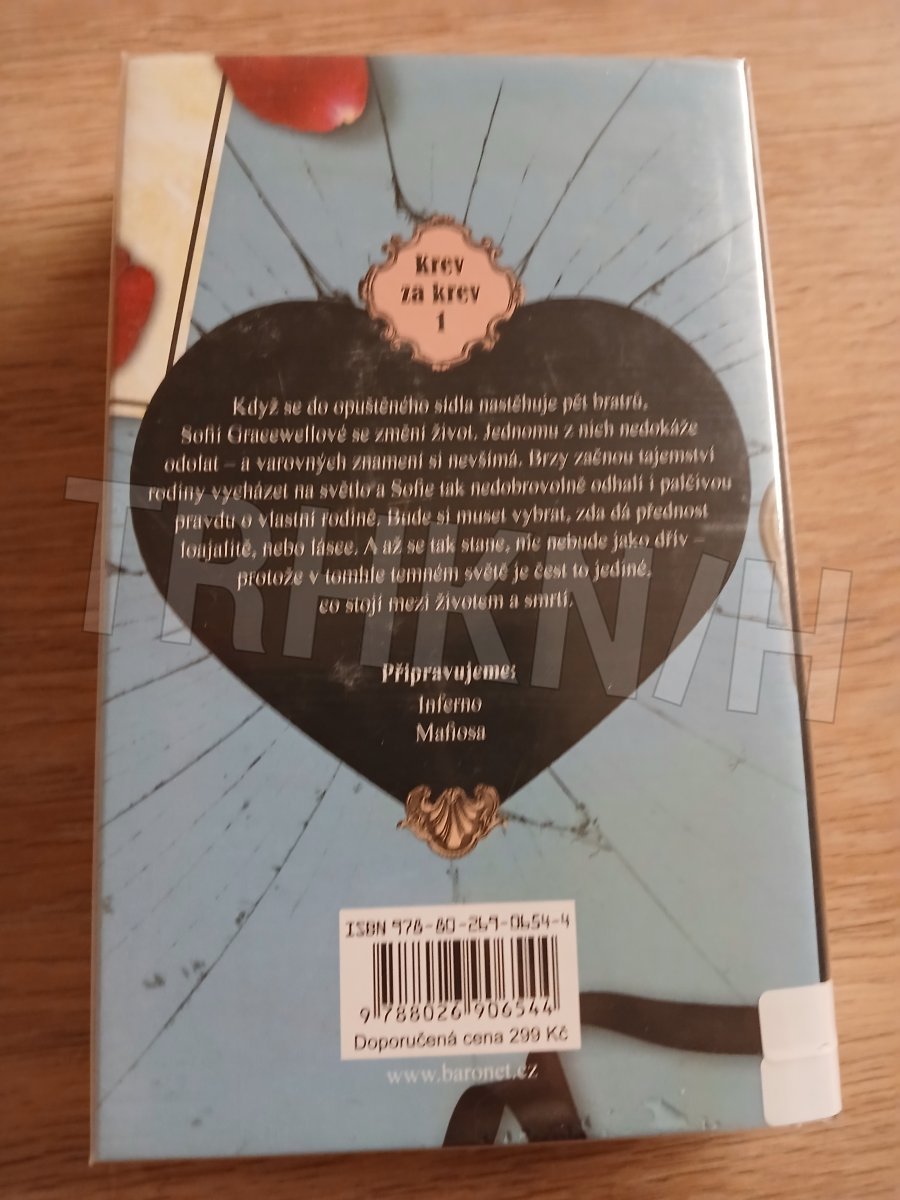 Krev
za krev
1
Když se do opuštěného sídla nastěhuje pět bratrů,
Sofii Gracewellové se změní život. Jednomu z nich nedokáže
odolat – a varovných znamení si nevšímá. Brzy začnou tajemství
rodiny vycházet na světlo a Sofie tak nedobrovolně odhalí i palčivou
pravdu o vlastní rodině. Bude si muset vybrat, zda dá přednost
loajalitě, nebo lásce. A až se tak stane, nic nebude jako dřív –
protože v tomhle temném světě je čest to jediné,
co stojí mezi životem a smrtí.
TRHKNIH
Připravujeme:
Inferno
Mafiosa
ISBN 978-80-269-0654-4
9 788026 906544
Doporučená cena 299 Kč
www.baronet.cz